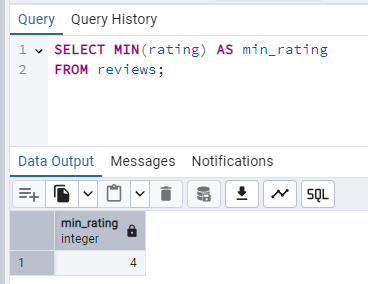 Query Query History
1 SELECT MIN(rating) AS min_rating
2 FROM reviews;
Data Output Messages Notifications
SQL
min_rating
integer
1 4